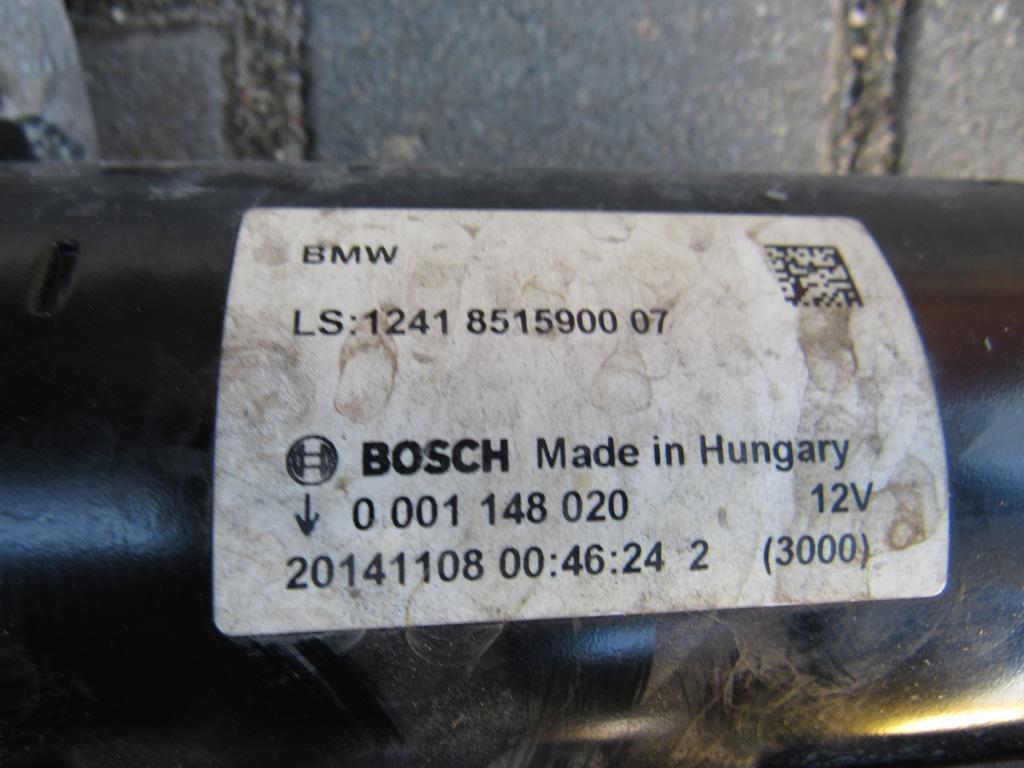 BMW
LS:1241 8515900 07
BOSCH Made in Hungary
↓ 0 001 148 020 12V
20141108 00:46:24 2 (3000)